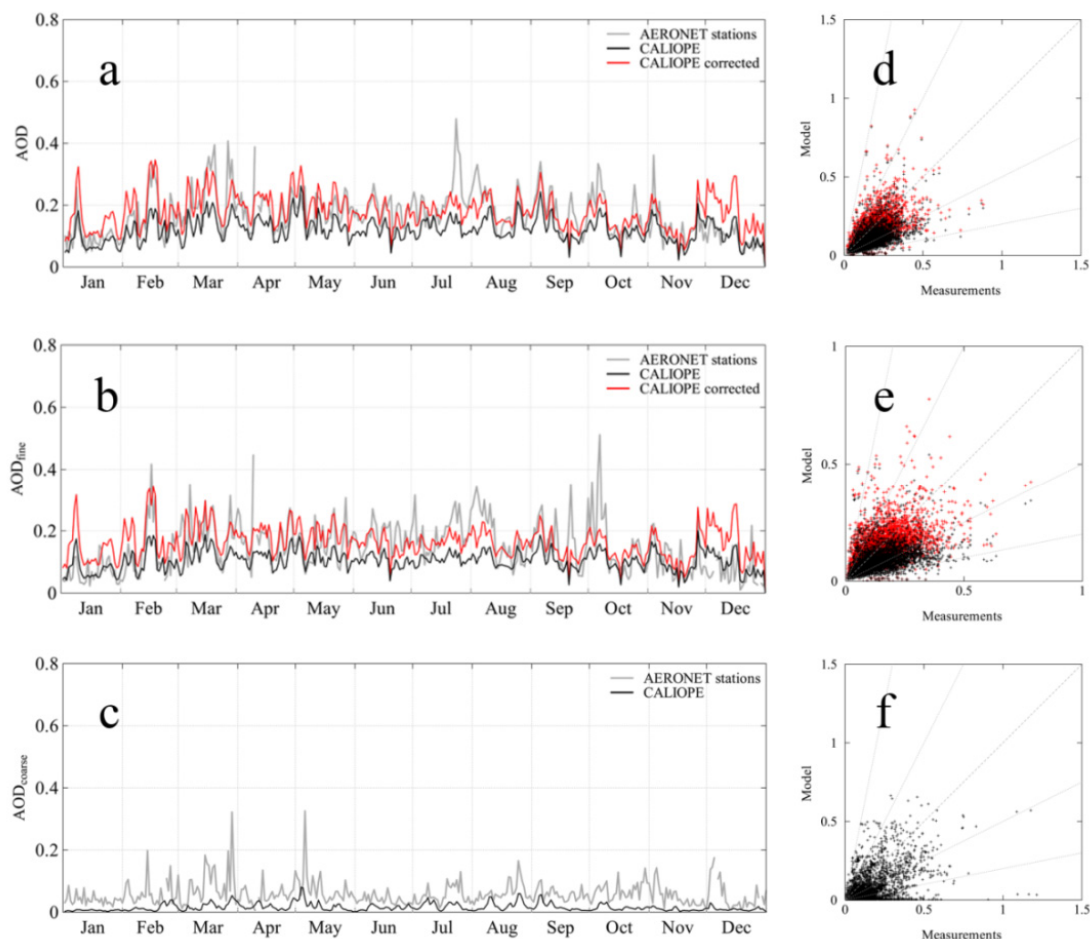 0.8
a
AERONET stations
CALIOPE
CALIOPE corrected
0.6
AOD
0.4
0.2
0
Jan Feb Mar Apr May Jun Jul Aug Sep Oct Nov Dec
1.5
d
1
Model
0.5
0
0 0.5 1 1.5
Measurements
0.8
b
AERONET stations
CALIOPE
CALIOPE corrected
0.6
AODfine
0.4
0.2
0
Jan Feb Mar Apr May Jun Jul Aug Sep Oct Nov Dec
1
e
Model
0.5
0
0 0.5 1
Measurements
0.8
c
AERONET stations
CALIOPE
0.6
AODcoarse
0.4
0.2
0
Jan Feb Mar Apr May Jun Jul Aug Sep Oct Nov Dec
1.5
f
1
Model
0.5
0
0 0.5 1 1.5
Measurements